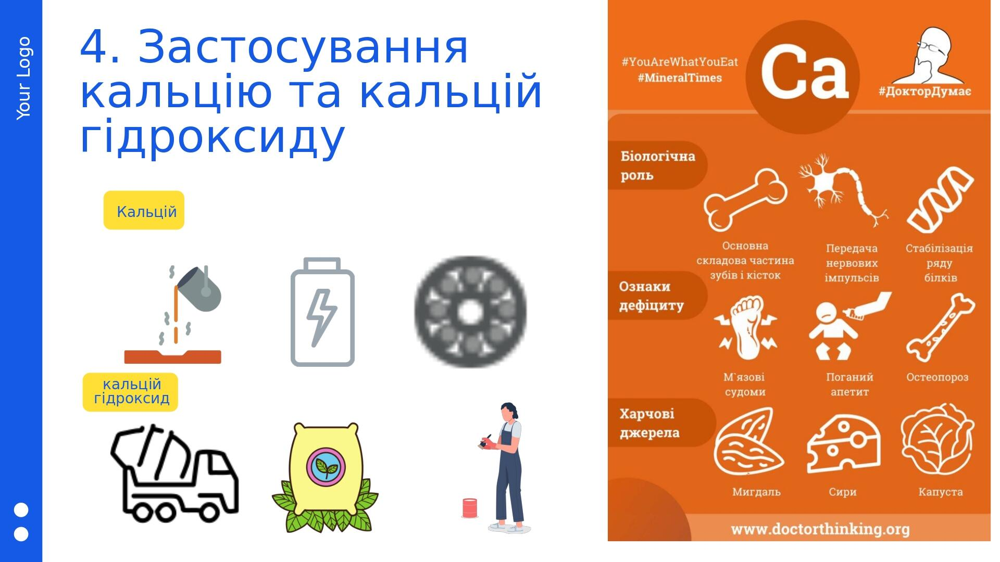 Your Logo
4. Застосування
кальцію та кальцій
гідроксиду
Кальцій
кальцій
гідроксид
#YouAreWhatYouEat
#MineralTimes
Ca
#ДокторДумає
Біологічна
роль
Основна
складова частина
зубів і кісток
Передача
нервових
імпульсів
Стабілізація
ряду
білків
Ознаки
дефіциту
М`язові
судоми
Поганий
апетит
Остеопороз
Харчові
джерела
Мигдаль
Сири
Капуста
www.doctorthinking.org